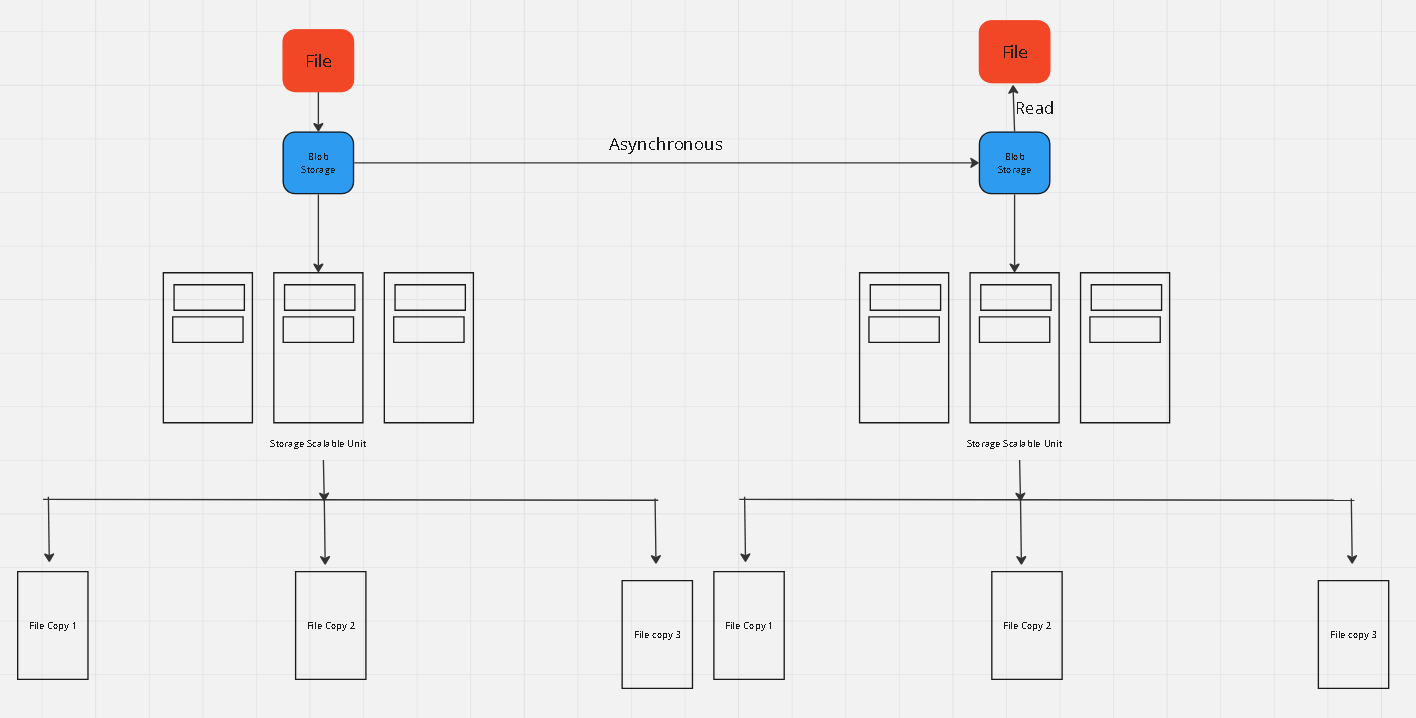 File
File
Read
Asynchronous
Blob
Storage
Blob
Storage
Storage Scalable Unit
Storage Scalable Unit
File Copy 1
File Copy 2
File copy 3
File Copy 1
File Copy 2
File copy 3